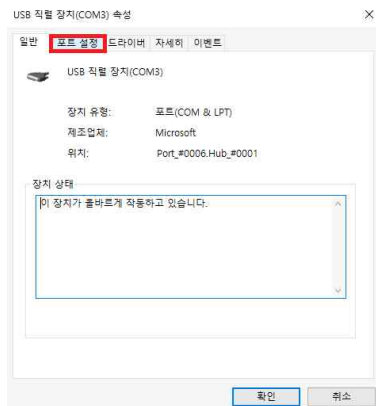 USB 직렬 장치(COM3) 속성
일반 포트 설정 드라이버 자세히 이벤트
USB 직렬 장치(COM3)
장치 유형: 포트(COM & LPT)
제조업체: Microsoft
위치: Port_#0006.Hub_#0001
장치 상태
이 장치가 올바르게 작동하고 있습니다.
확인 취소